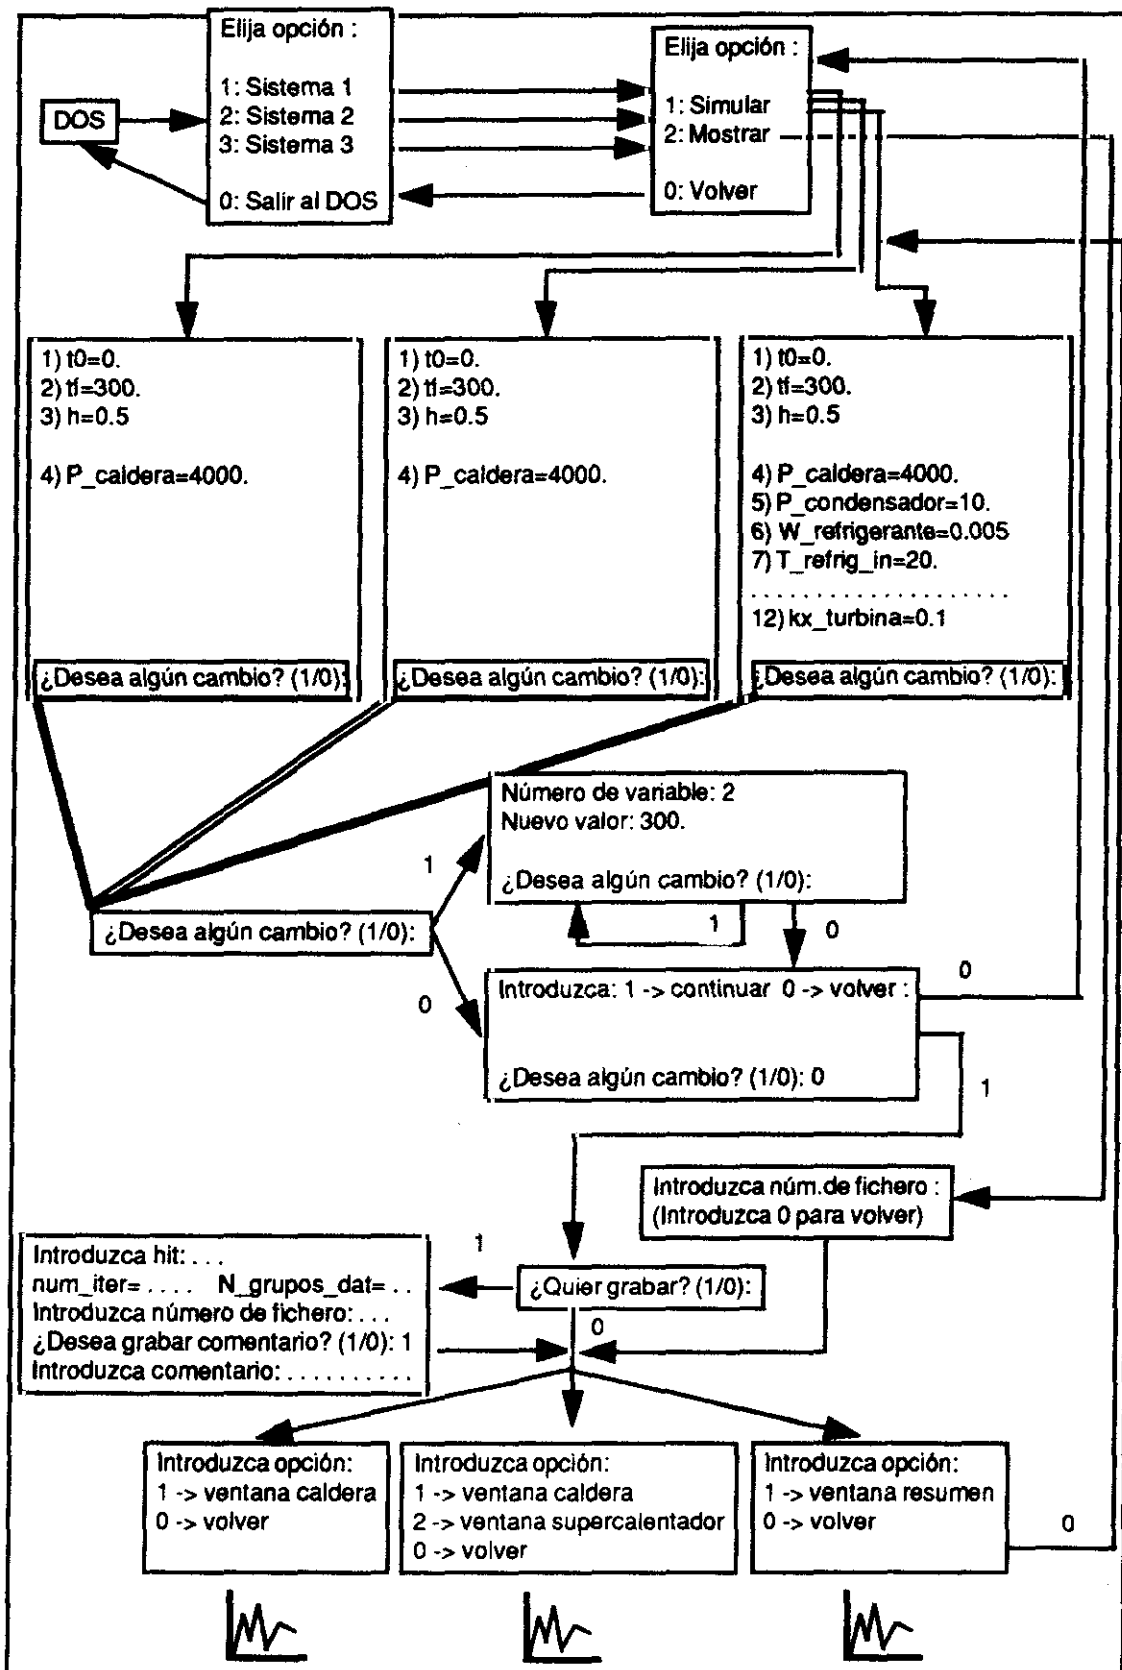 Elija opción :
1: Sistema 1
2: Sistema 2
3: Sistema 3
0: Salir al DOS
DOS
Elija opción :
1: Simular
2: Mostrar
0: Volver
1) t0=0.
2) tf=300.
3) h=0.5
4) P_caldera=4000.
¿Desea algún cambio? (1/0):
1) t0=0.
2) tf=300.
3) h=0.5
4) P_caldera=4000.
¿Desea algún cambio? (1/0):
1) t0=0.
2) tf=300.
3) h=0.5
4) P_caldera=4000.
5) P_condensador=10.
6) W_refrigerante=0.005
7) T_refrig_in=20.
. . . . . . . . . . . . . . . . . . . .
12) kx_turbina=0.1
¿Desea algún cambio? (1/0):
Número de variable: 2
Nuevo valor: 300.
¿Desea algún cambio? (1/0):
1
¿Desea algún cambio? (1/0):
1
0
0
0
Introduzca: 1 -> continuar 0 -> volver :
¿Desea algún cambio? (1/0): 0
1
Introduzca núm.de fichero :
(Introduzca 0 para volver)
1
Introduzca hit: . . .
num_iter= . . . . N_grupos_dat= . .
Introduzca número de fichero: . . .
¿Desea grabar comentario? (1/0): 1
Introduzca comentario: . . . . . . . . . .
¿Quier grabar? (1/0):
0
Introduzca opción:
1 -> ventana caldera
0 -> volver
Introduzca opción:
1 -> ventana caldera
2 -> ventana supercalentador
0 -> volver
Introduzca opción:
1 -> ventana resumen
0 -> volver
0